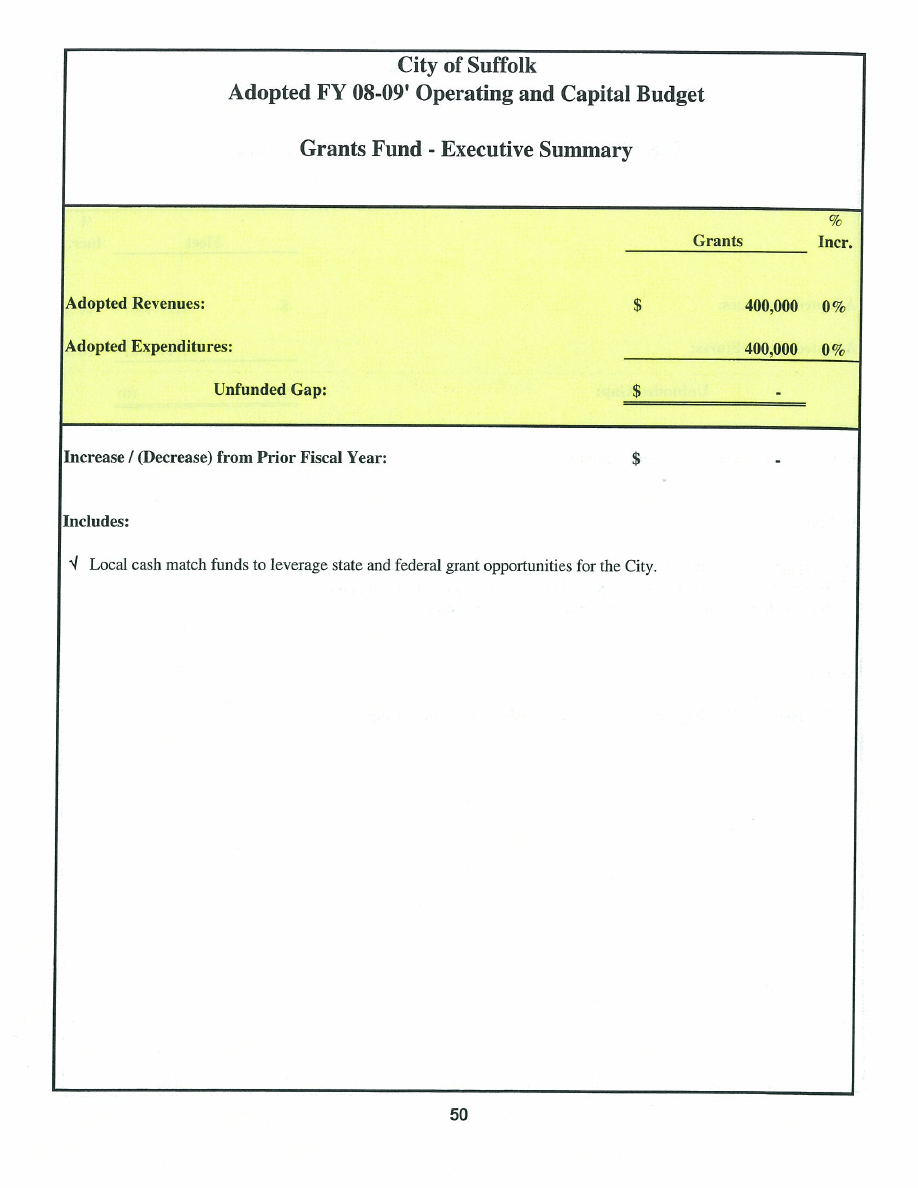 City of Suffolk
Adopted FY 08-09' Operating and Capital Budget
Grants Fund - Executive Summary
%
Grants Incr.
Adopted Revenues: $ 400,000 0%
Adopted Expenditures: 400,000 0%
Unfunded Gap: $ -
Increase / (Decrease) from Prior Fiscal Year: $ -
Includes:
√ Local cash match funds to leverage state and federal grant opportunities for the City.
50